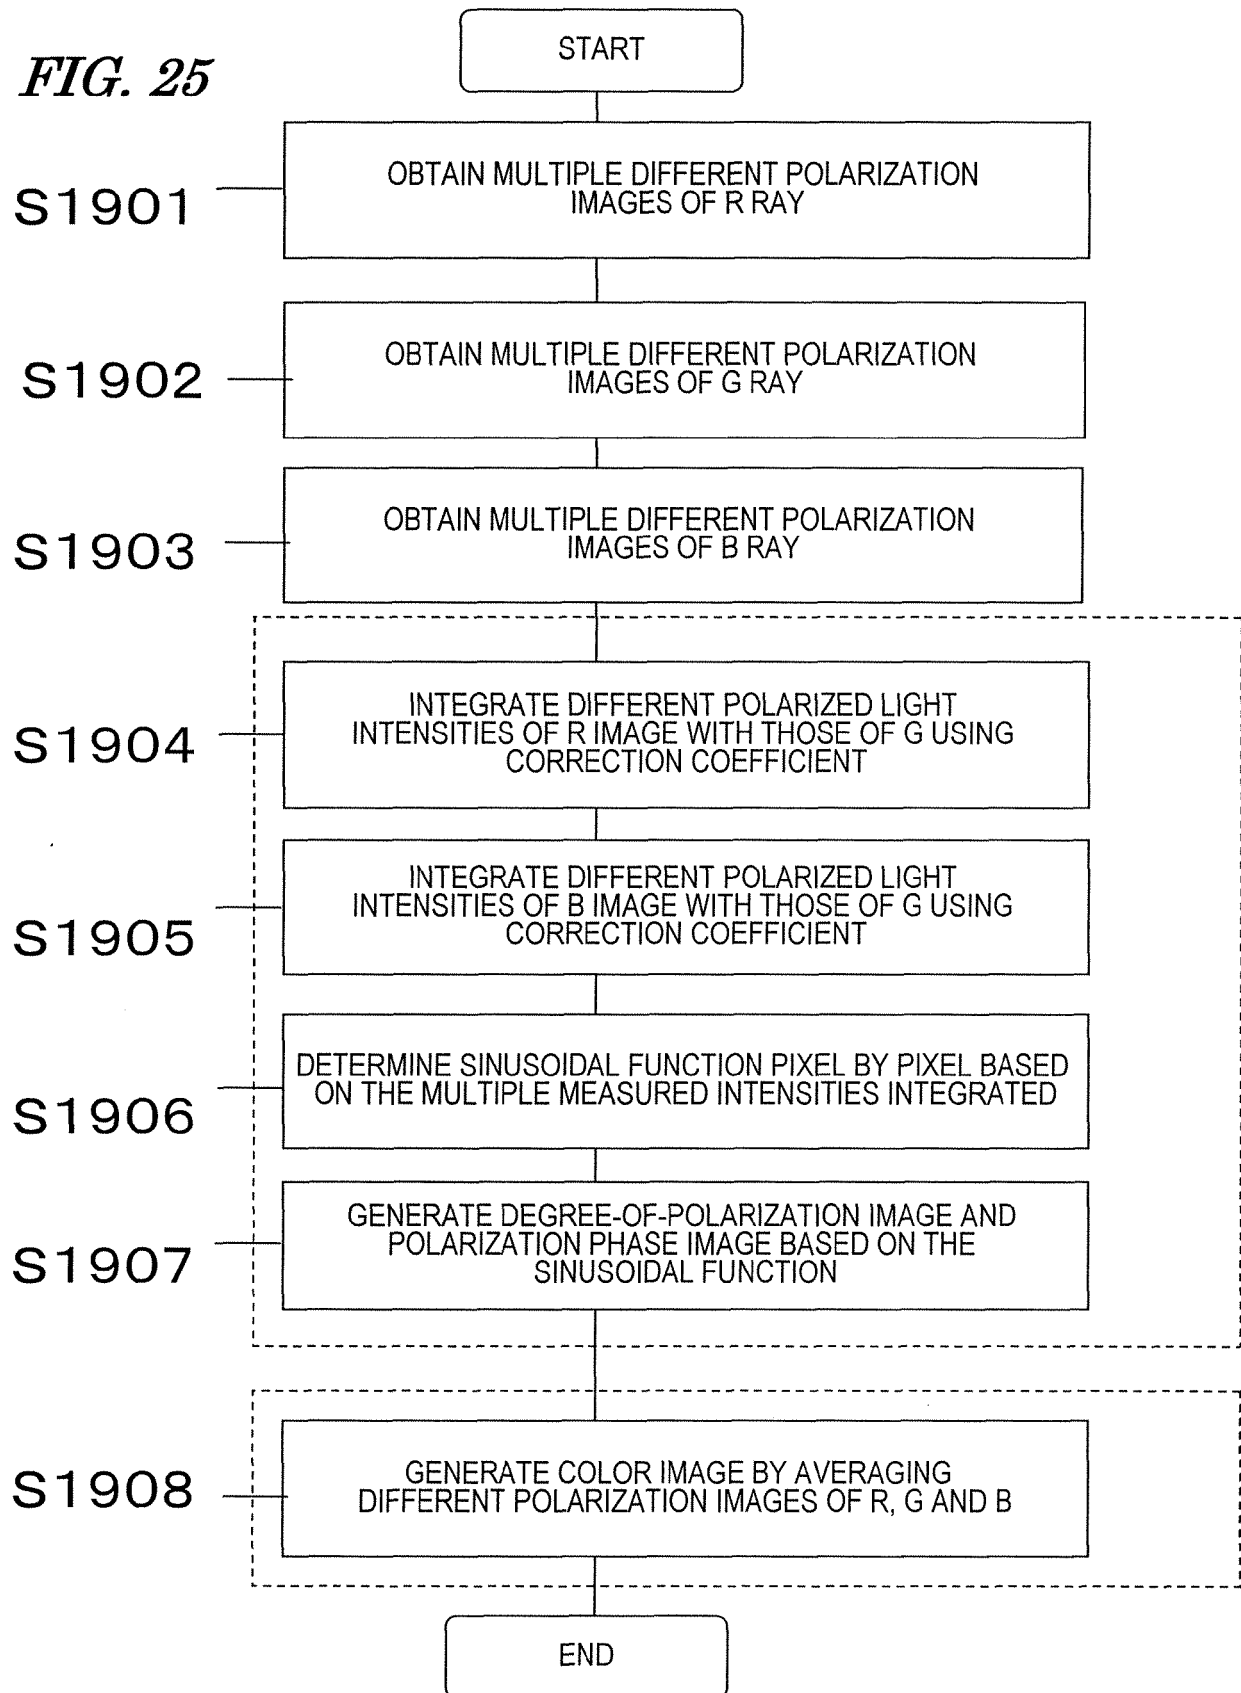 FIG. 25
START
S1901
OBTAIN MULTIPLE DIFFERENT POLARIZATION
IMAGES OF R RAY
S1902
OBTAIN MULTIPLE DIFFERENT POLARIZATION
IMAGES OF G RAY
S1903
OBTAIN MULTIPLE DIFFERENT POLARIZATION
IMAGES OF B RAY
S1904
INTEGRATE DIFFERENT POLARIZED LIGHT
INTENSITIES OF R IMAGE WITH THOSE OF G USING
CORRECTION COEFFICIENT
S1905
INTEGRATE DIFFERENT POLARIZED LIGHT
INTENSITIES OF B IMAGE WITH THOSE OF G USING
CORRECTION COEFFICIENT
S1906
DETERMINE SINUSOIDAL FUNCTION PIXEL BY PIXEL BASED
ON THE MULTIPLE MEASURED INTENSITIES INTEGRATED
S1907
GENERATE DEGREE-OF-POLARIZATION IMAGE AND
POLARIZATION PHASE IMAGE BASED ON THE
SINUSOIDAL FUNCTION
S1908
GENERATE COLOR IMAGE BY AVERAGING
DIFFERENT POLARIZATION IMAGES OF R, G AND B
END